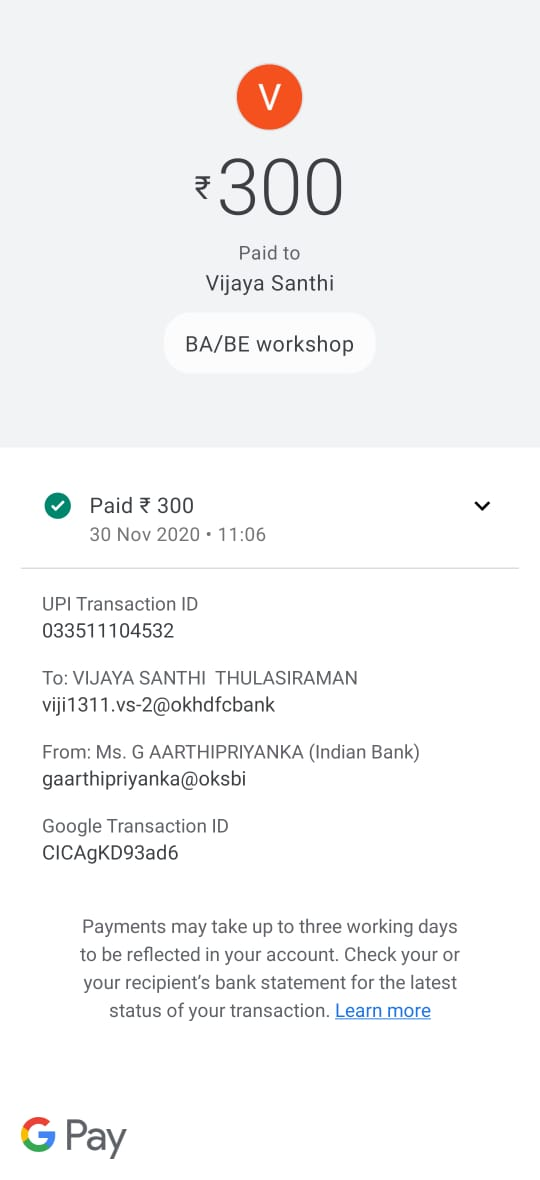 V
₹300
Paid to
Vijaya Santhi
BA/BE workshop
Paid ₹ 300
30 Nov 2020 • 11:06
UPI Transaction ID
033511104532
To: VIJAYA SANTHI  THULASIRAMAN
viji1311.vs-2@okhdfcbank
From: Ms. G AARTHIPRIYANKA (Indian Bank)
gaarthipriyanka@oksbi
Google Transaction ID
CICAgKD93ad6
Payments may take up to three working days
to be reflected in your account. Check your or
your recipient’s bank statement for the latest
status of your transaction. Learn more
G Pay